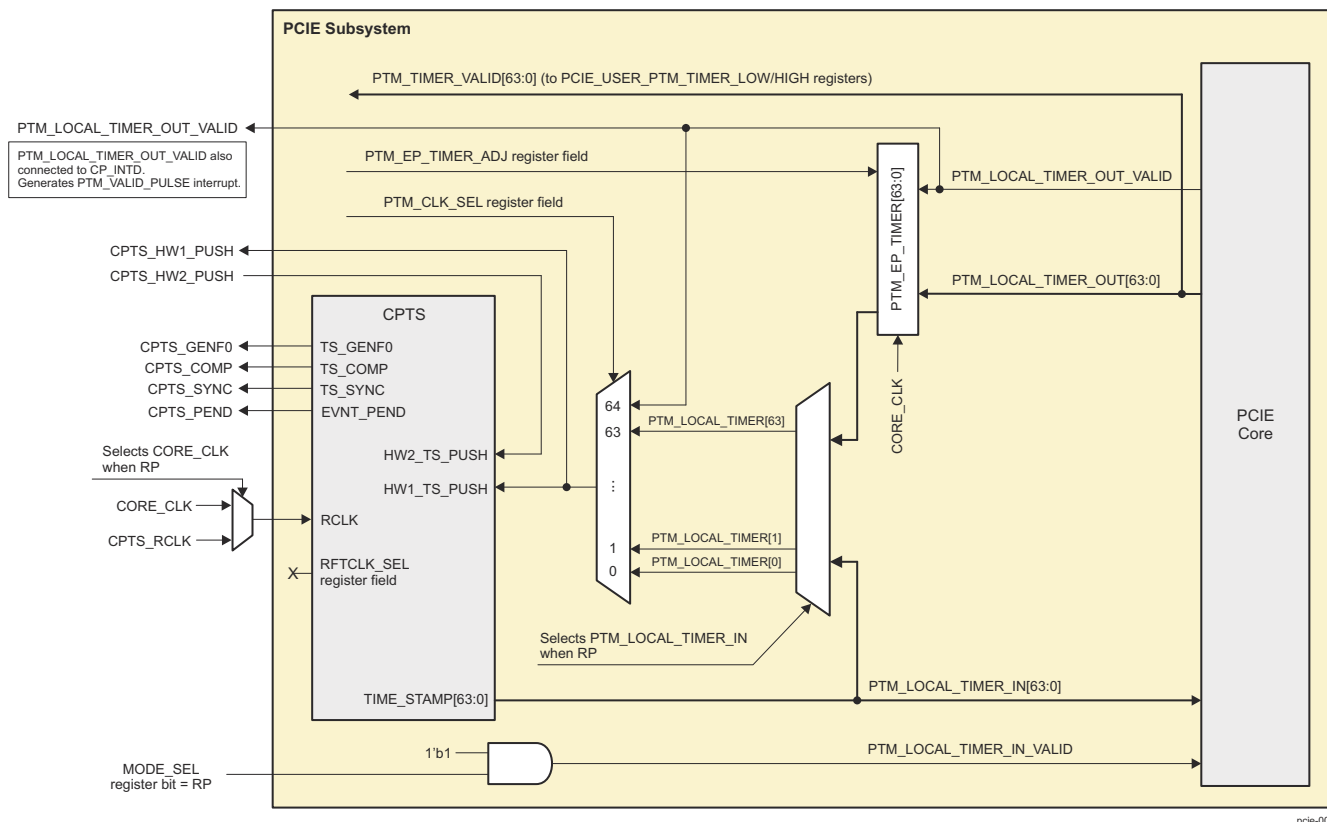 PCIE Subsystem
PTM_TIMER_VALID[63:0] (to PCIE_USER_PTM_TIMER_LOW/HIGH registers)
PTM_LOCAL_TIMER_OUT_VALID
PTM_LOCAL_TIMER_OUT_VALID also
connected to CP_INTD.
Generates PTM_VALID_PULSE interrupt.
PTM_EP_TIMER_ADJ register field
PTM_CLK_SEL register field
PTM_EP_TIMER[63:0]
PTM_LOCAL_TIMER_OUT_VALID
PTM_LOCAL_TIMER_OUT[63:0]
CORE_CLK
PCIE
Core
CPTS_HW1_PUSH
CPTS_HW2_PUSH
CPTS
CPTS_GENF0
TS_GENF0
CPTS_COMP
TS_COMP
CPTS_SYNC
TS_SYNC
CPTS_PEND
EVNT_PEND
HW2_TS_PUSH
HW1_TS_PUSH
Selects CORE_CLK
when RP
CORE_CLK
CPTS_RCLK
RCLK
X
RFTCLK_SEL
register field
64
63
⋮
1
0
PTM_LOCAL_TIMER[63]
PTM_LOCAL_TIMER[1]
PTM_LOCAL_TIMER[0]
Selects PTM_LOCAL_TIMER_IN
when RP
TIME_STAMP[63:0]
PTM_LOCAL_TIMER_IN[63:0]
1'b1
MODE_SEL
register bit = RP
PTM_LOCAL_TIMER_IN_VALID